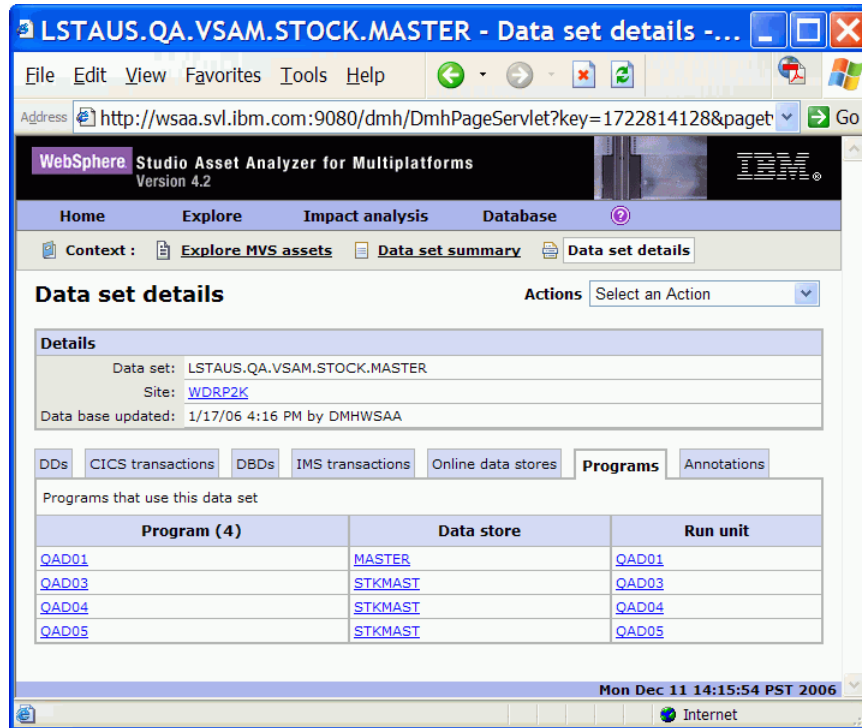 LSTAUS.QA.VSAM.STOCK.MASTER - Data set details -...
File Edit View Favorites Tools Help
Address http://wsaa.svl.ibm.com:9080/dmh/DmhPageServlet?key=1722814128&paget Go
WebSphere Studio Asset Analyzer for Multiplatforms
Version 4.2
IBM®
Home Explore Impact analysis Database ?
Context : Explore MVS assets Data set summary Data set details
Data set details Actions Select an Action
Details
Data set: LSTAUS.QA.VSAM.STOCK.MASTER
Site: WDRP2K
Data base updated: 1/17/06 4:16 PM by DMHWSAA
DDs CICS transactions DBDs IMS transactions Online data stores Programs Annotations
Programs that use this data set
Program (4) Data store Run unit
QAD01 MASTER QAD01
QAD03 STKMAST QAD03
QAD04 STKMAST QAD04
QAD05 STKMAST QAD05
Mon Dec 11 14:15:54 PST 2006
Internet